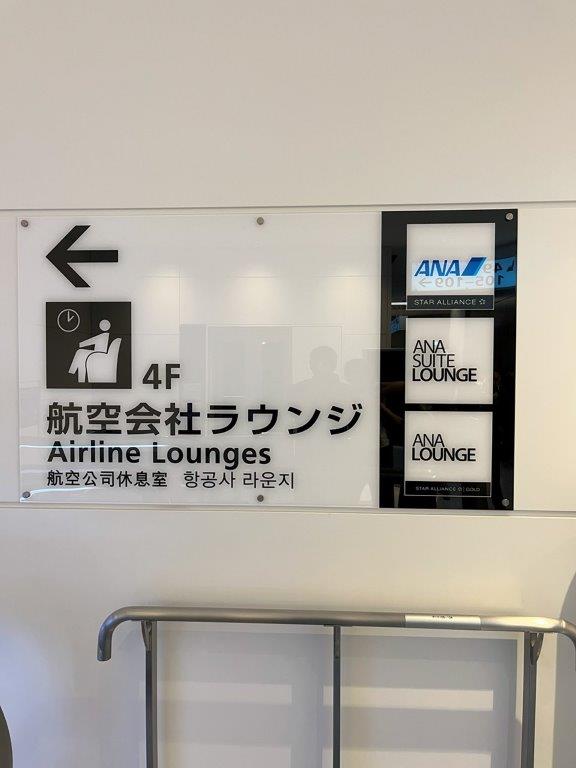 4F
航空会社ラウンジ
Airline Lounges
航空公司休息室 항공사 라운지
ANA
STAR ALLIANCE
ANA
SUITE
LOUNGE
ANA
LOUNGE
STAR ALLIANCE GOLD